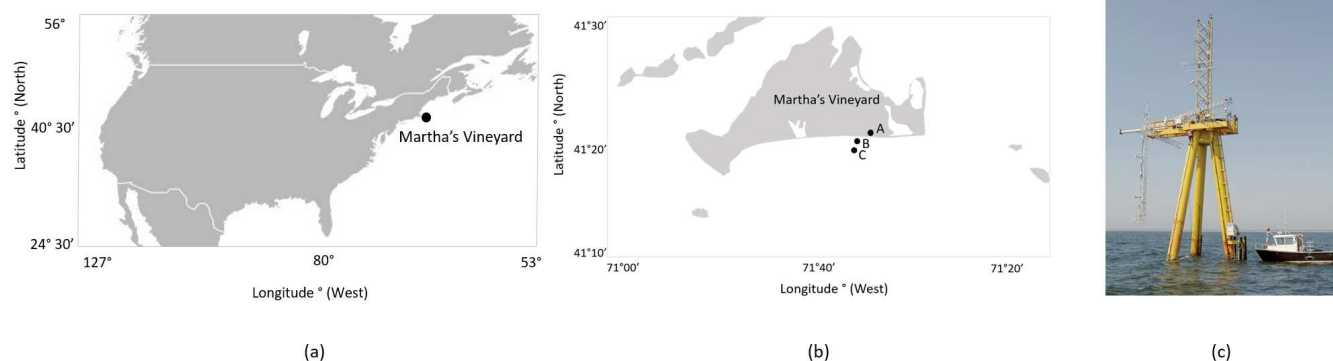 56°
40° 30'
24° 30'
Latitude ° (North)
127°
80°
53°
Longitude ° (West)
Martha's Vineyard
(a)
41°30'
41°20'
41°10'
Latitude ° (North)
71°00'
71°40'
71°20'
Longitude ° (West)
Martha's Vineyard
A
B
C
(b)
(c)